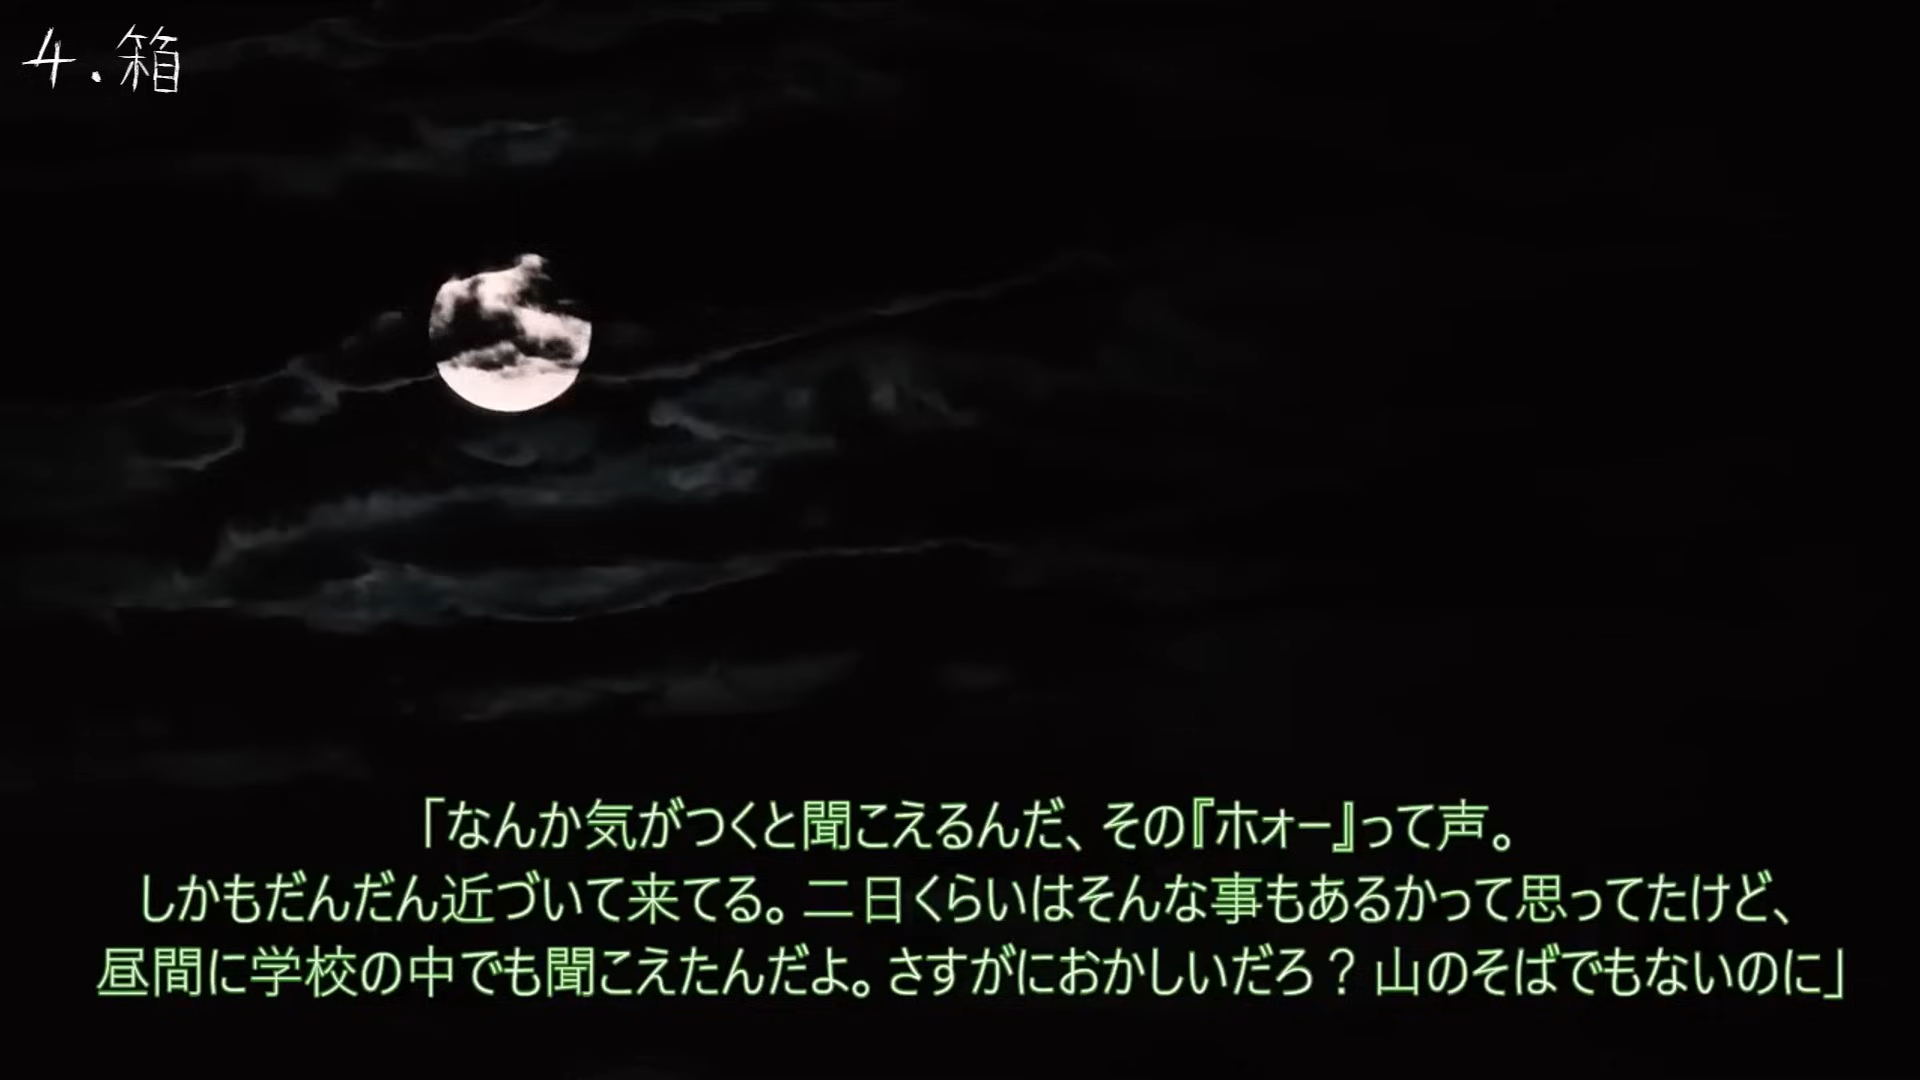 4.箱
「なんか気がつくと聞こえるんだ、その『ホォー』って声。
しかもだんだん近づいて来てる。二日くらいはそんな事もあるかって思ってたけど、
昼間に学校の中でも聞こえたんだよ。さすがにおかしいだろ？山のそばでもないのに」